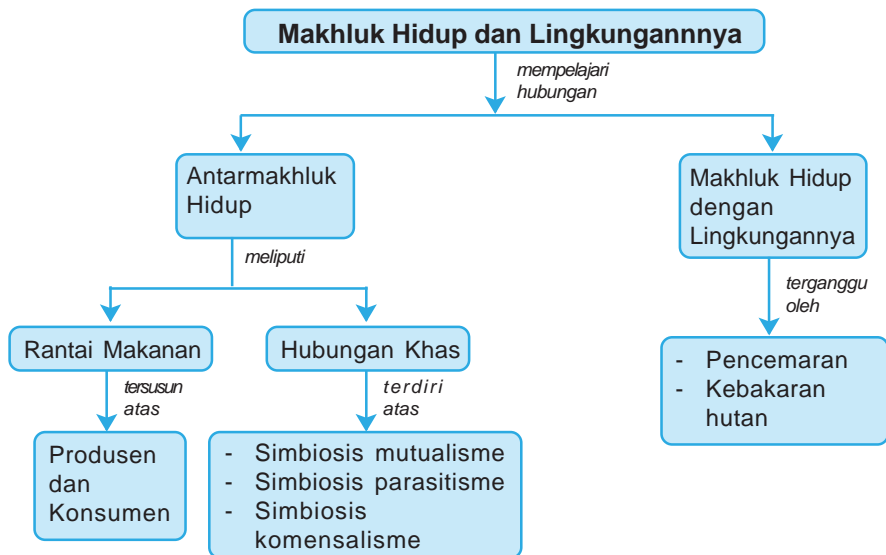 Makhluk Hidup dan Lingkungannnya
mempelajari
hubungan
Antarmakhluk
Hidup
meliputi
Rantai Makanan
tersusun
atas
Produsen
dan
Konsumen
Hubungan Khas
terdiri
atas
- Simbiosis mutualisme
- Simbiosis parasitisme
- Simbiosis
komensalisme
Makhluk Hidup
dengan
Lingkungannya
terganggu
oleh
- Pencemaran
- Kebakaran
hutan